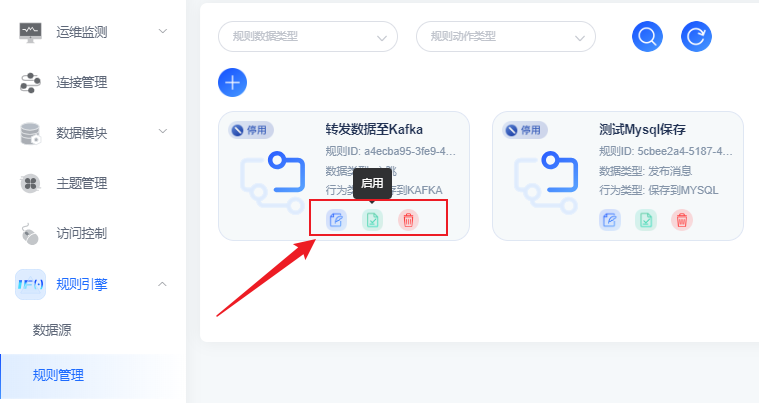 运维监测
连接管理
数据模块
主题管理
访问控制
规则引擎
数据源
规则管理
规则数据类型
规则动作类型
停用
转发数据至Kafka
规则ID: a4ecba95-3fe9-4...
数据类型:
启用
行为类型: 存到KAFKA
停用
测试Mysql保存
规则ID: 5cbee2a4-5187-4...
数据类型: 发布消息
行为类型: 保存到MYSQL